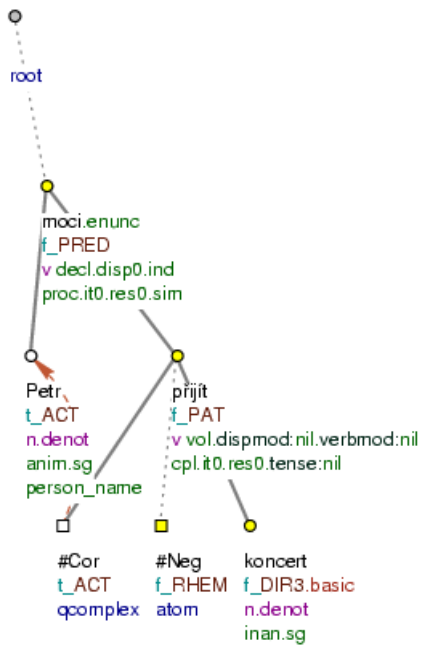 root
moci.enunc
f_PRED
v decl.disp0.ind
proc.it0.res0.sim
Petr
t_ACT
n.denot
anim.sg
person_name
přijít
f_PAT
v vol.dispmod:nil.verbmod:nil
cpl.it0.res0.tense:nil
#Cor
t_ACT
qcomplex
#Neg
f_RHEM
atom
koncert
f_DIR3.basic
n.denot
inan.sg